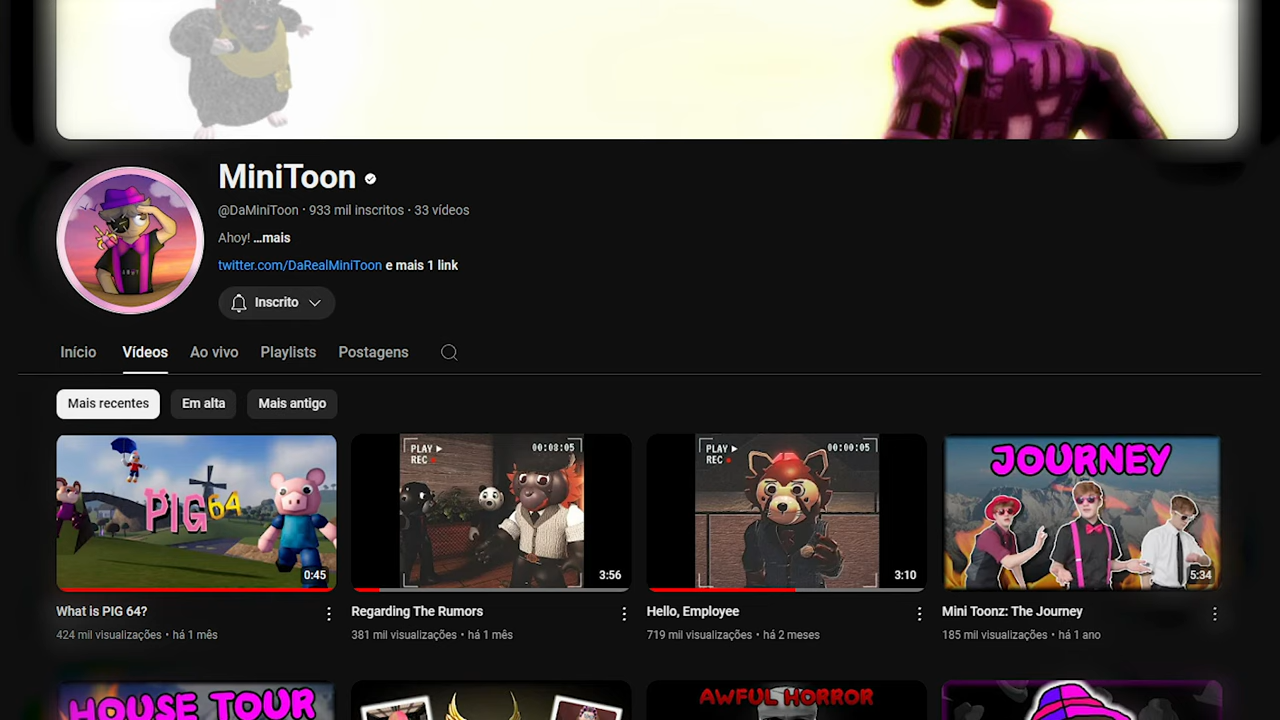 MiniToon
@DaMiniToon · 933 mil inscritos · 33 vídeos
Ahoy! ...mais
twitter.com/DaRealMiniToon e mais 1 link
Inscrito
Início Vídeos Ao vivo Playlists Postagens
Mais recentes Em alta Mais antigo
PIG 64
0:45
PLAY
REC
00:08:05
3:56
PLAY
REC
00:00:05
3:10
JOURNEY
5:34
What is PIG 64?
424 mil visualizações • há 1 mês
Regarding The Rumors
381 mil visualizações • há 1 mês
Hello, Employee
719 mil visualizações • há 2 meses
Mini Toonz: The Journey
185 mil visualizações • há 1 ano
HOUSE TOUR
AWFUL HORROR